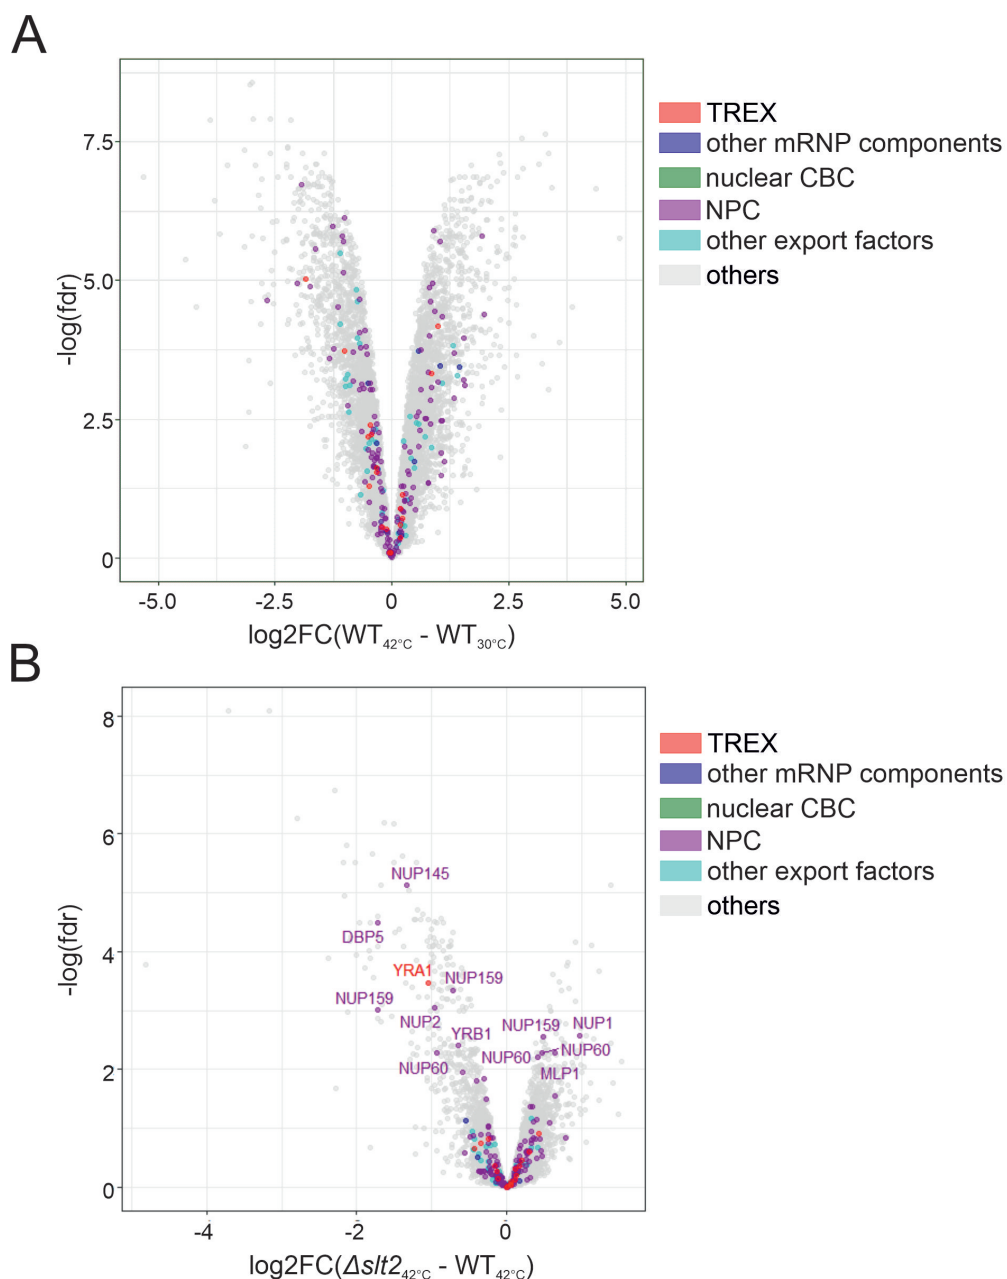 A
7.5
5.0
2.5
0
-log(fdr)
-5.0
-2.5
0
2.5
5.0
log2FC(WT42°C - WT30°C)
TREX
other mRNP components
nuclear CBC
NPC
other export factors
others
B
8
6
4
2
0
-log(fdr)
NUP145
DBP5
YRA1
NUP159
NUP159
NUP2
YRB1
NUP159
NUP1
NUP60
NUP60
NUP60
MLP1
-4
-2
0
log2FC(Δslt242°C - WT42°C)
TREX
other mRNP components
nuclear CBC
NPC
other export factors
others